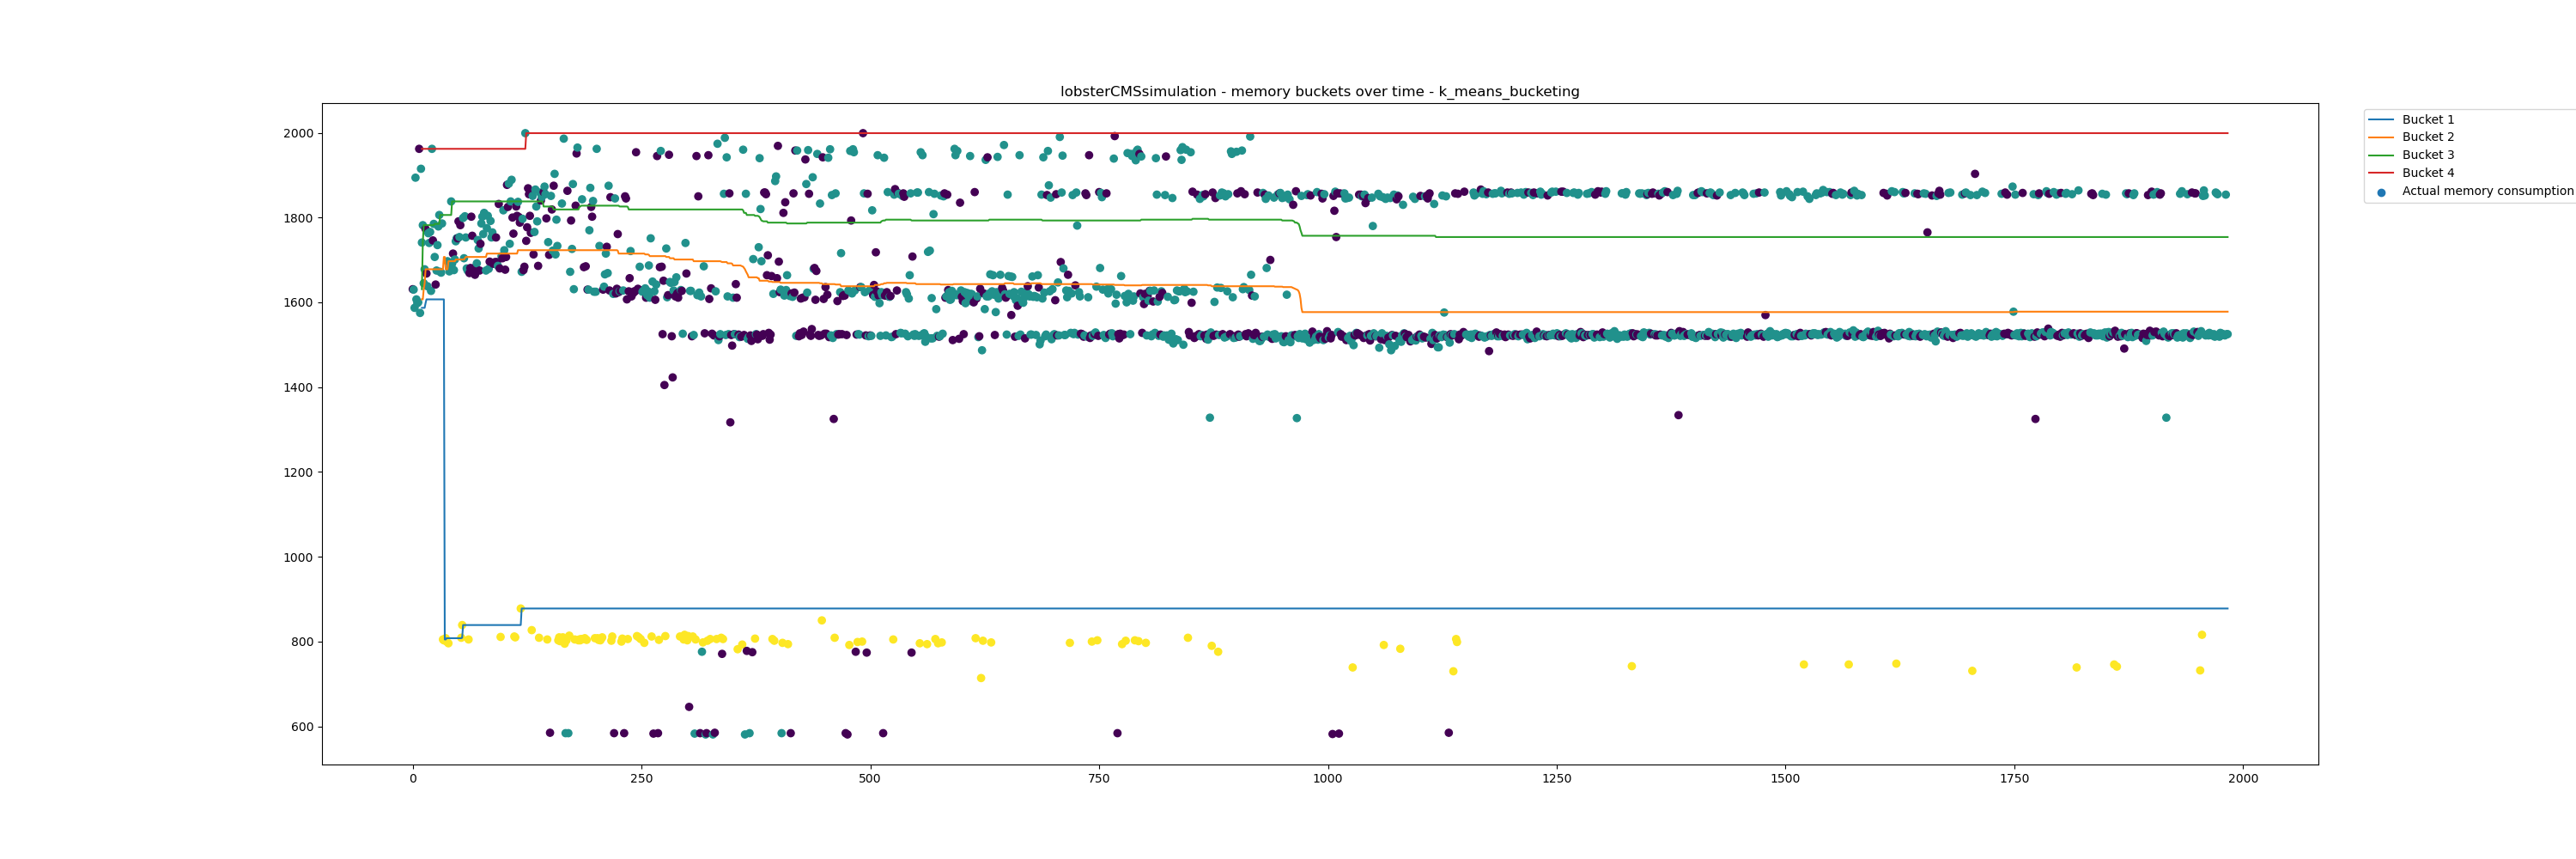 lobsterCMSsimulation - memory buckets over time - k_means_bucketing
2000
1800
1600
1400
1200
1000
800
600
0 250 500 750 1000 1250 1500 1750 2000
Bucket 1
Bucket 2
Bucket 3
Bucket 4
Actual memory consumption